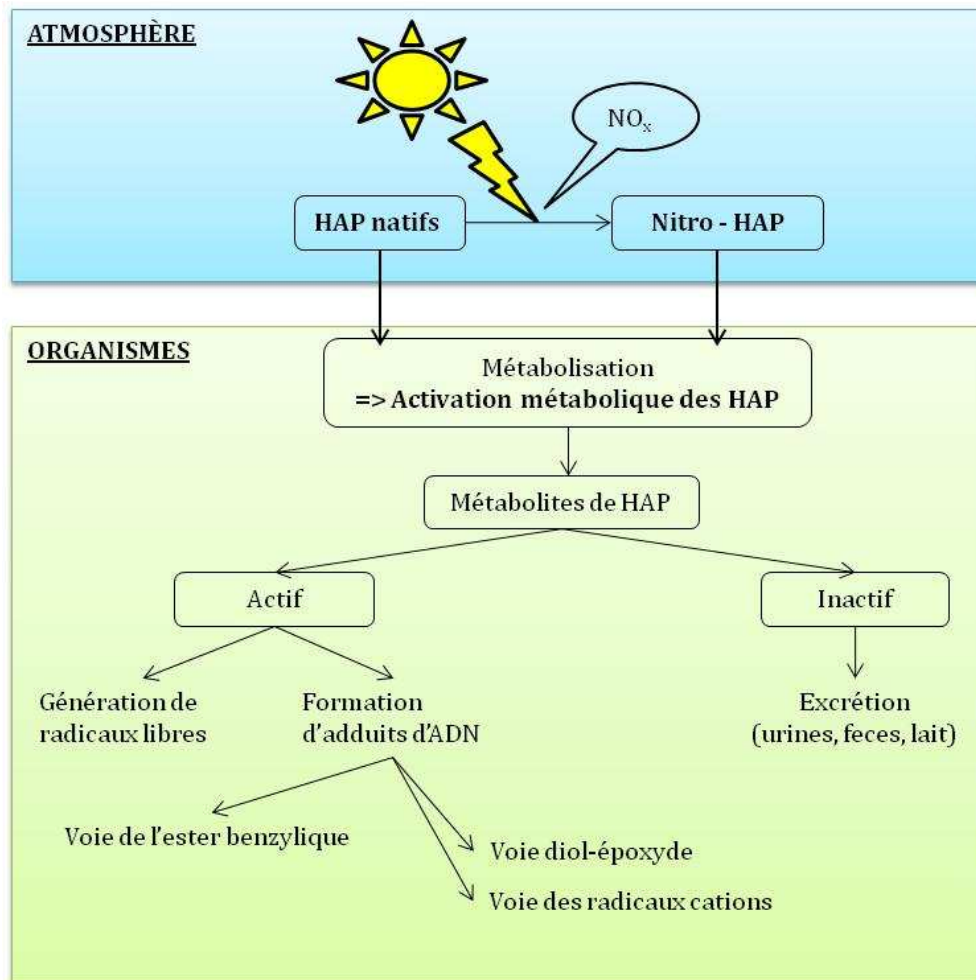 ATMOSPHÈRE
NOx
HAP natifs
Nitro - HAP
ORGANISMES
Métabolisation
=> Activation métabolique des HAP
Métabolites de HAP
Actif
Inactif
Génération de
radicaux libres
Formation
d'adduits d'ADN
Excrétion
(urines, feces, lait)
Voie de l'ester benzylique
Voie diol-époxyde
Voie des radicaux cations